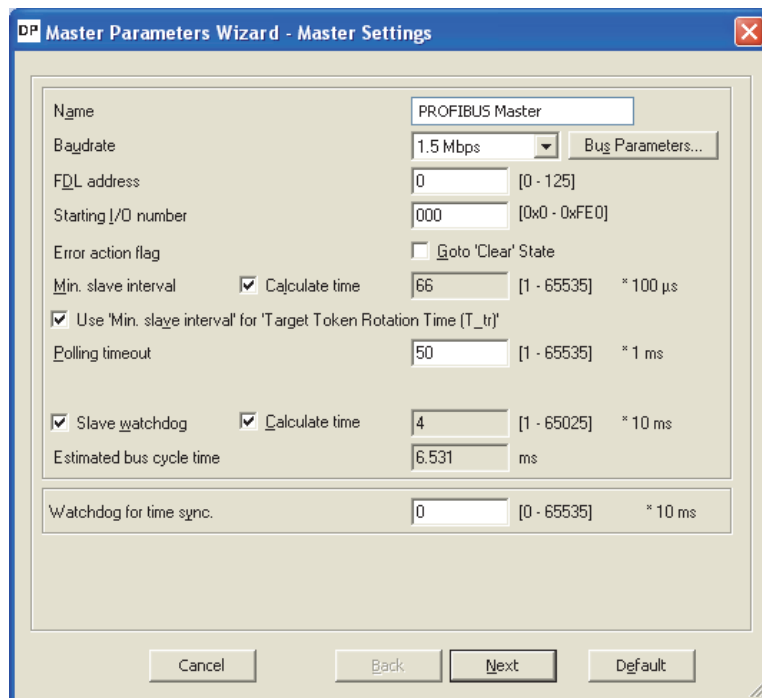 DP Master Parameters Wizard - Master Settings
Name PROFIBUS Master
Baudrate 1.5 Mbps Bus Parameters...
FDL address 0 [0 - 125]
Starting I/O number 000 [0x0 - 0xFE0]
Error action flag Goto 'Clear' State
Min. slave interval Calculate time 66 [1 - 65535] * 100 µs
Use 'Min. slave interval' for 'Target Token Rotation Time (T_tr)'
Polling timeout 50 [1 - 65535] * 1 ms
Slave watchdog Calculate time 4 [1 - 65025] * 10 ms
Estimated bus cycle time 6.531 ms
Watchdog for time sync. 0 [0 - 65535] * 10 ms
Cancel Back Next Default